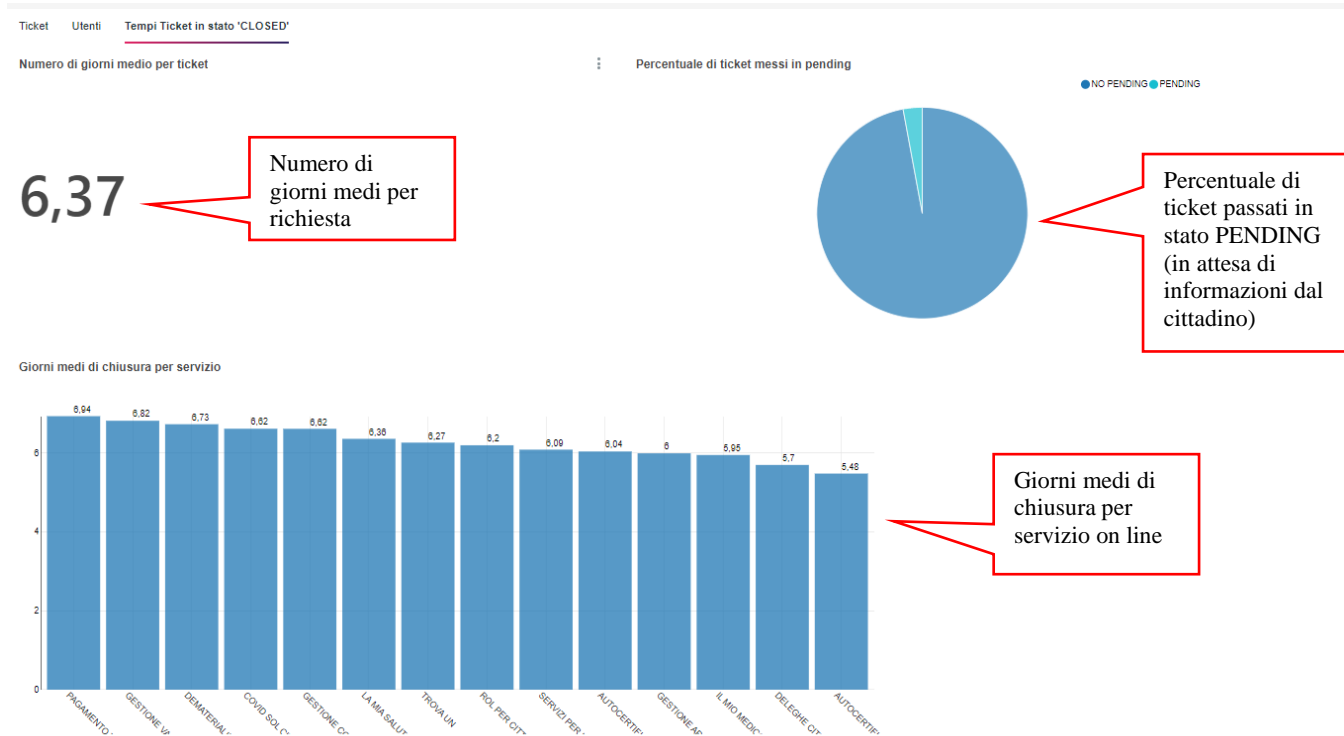 Ticket Utenti Tempi Ticket in stato 'CLOSED'
Numero di giorni medio per ticket
Percentuale di ticket messi in pending
NO PENDING PENDING
6,37
Numero di
giorni medi per
richiesta
Percentuale di
ticket passati in
stato PENDING
(in attesa di
informazioni dal
cittadino)
Giorni medi di chiusura per servizio
6,94 6,82 6,73 6,62 6,62 6,36 6,27 6,2 6,09 6,04 6 5,95 5,7 5,48
6
4
2
0
Giorni medi di
chiusura per
servizio on line
PAGAMENTO
GESTIONE
COVID
GESTIONE
LA MIA
TROVA UN
ROL PER
SERVIZI PER
GESTIONE
IL MIO
DELEGHE